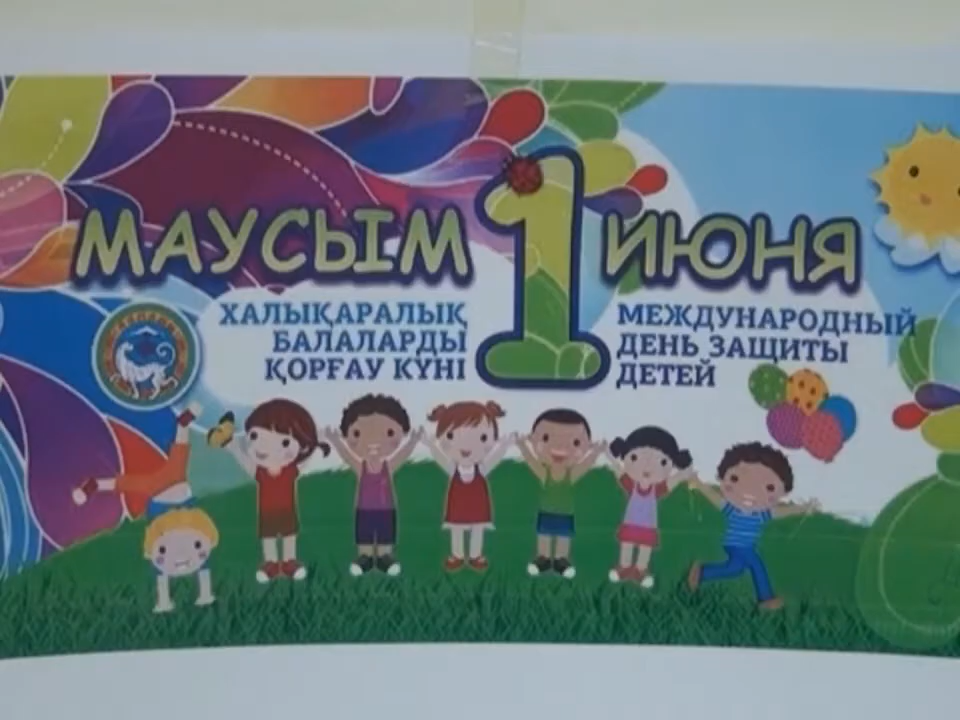 МАУСЫМ 1 ИЮНЯ
ХАЛЫҚАРАЛЫҚ
БАЛАЛАРДЫ
ҚОРҒАУ КҮНІ
МЕЖДУНАРОДНЫЙ
ДЕНЬ ЗАЩИТЫ
ДЕТЕЙ